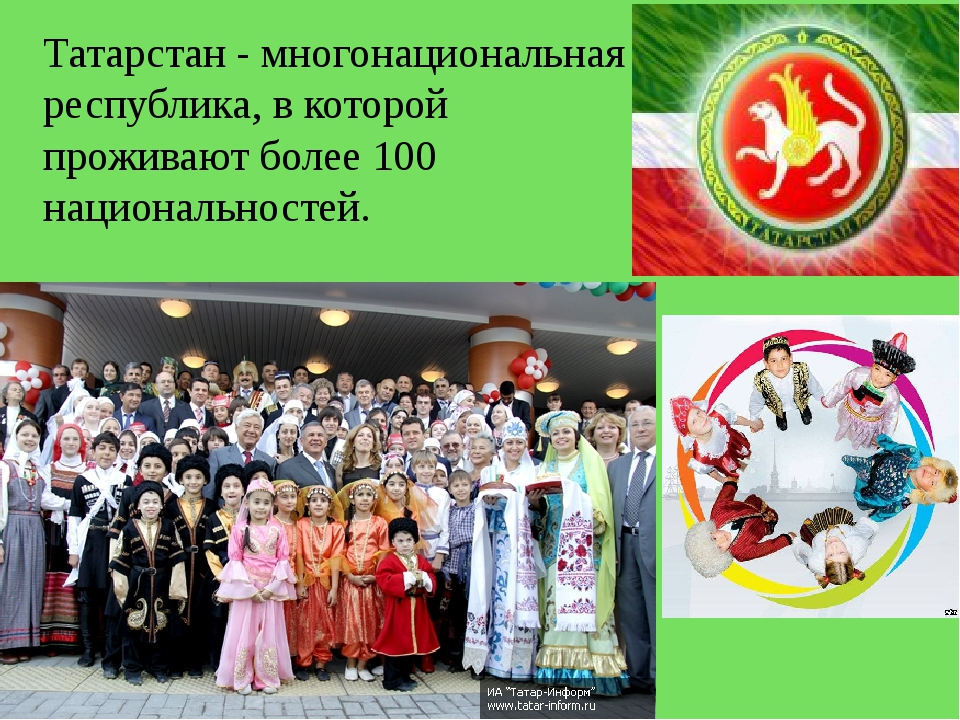 Татарстан - многонациональная
республика, в которой
проживают более 100
национальностей.
ТАТАРСТАН
ИА "Татар-Информ"
www.tatar-inform.ru